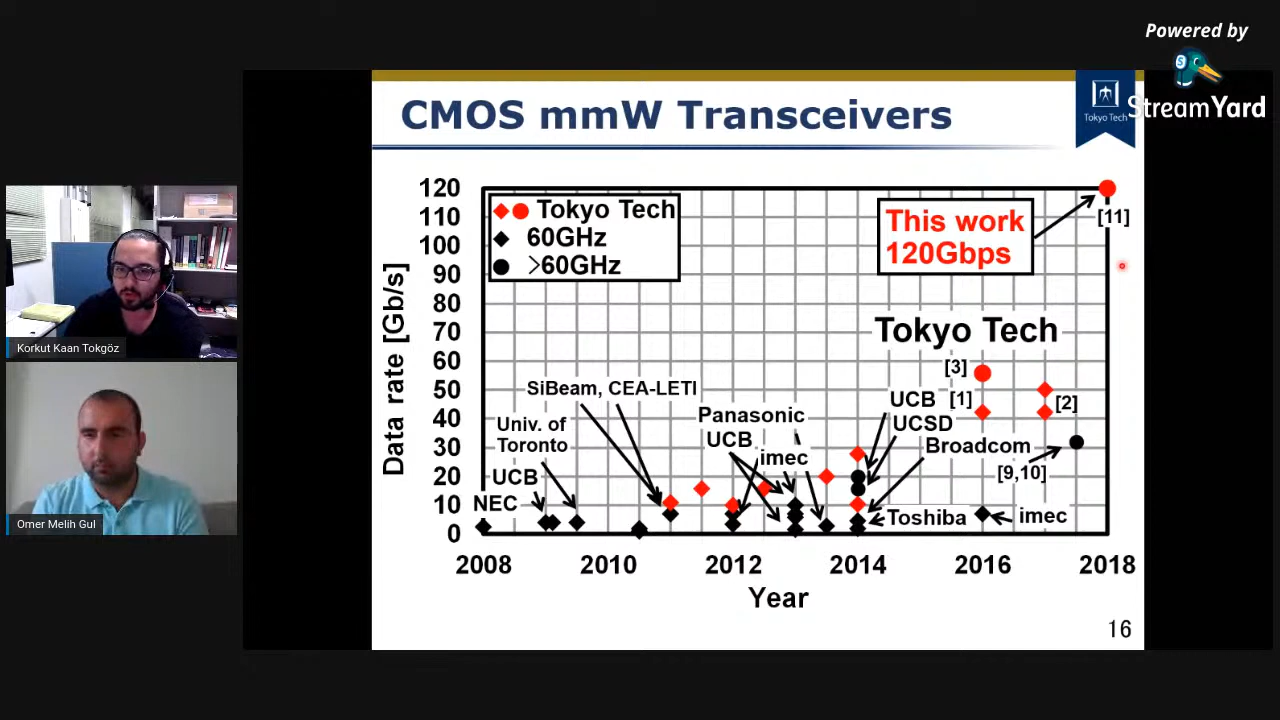 Powered by
StreamYard
CMOS mmW Transceivers
Tokyo Tech
120
110
100
90
80
70
60
50
40
30
20
10
0
Data rate [Gb/s]
Tokyo Tech
60GHz
>60GHz
This work
120Gbps
[11]
Tokyo Tech
[3]
[1]
[2]
SiBeam, CEA-LETI
Univ. of
Toronto
UCB
NEC
Panasonic
UCB
imec
UCB
UCSD
Broadcom
[9,10]
Toshiba
imec
2008
2010
2012
2014
2016
2018
Year
16
Korkut Kaan Tokgöz
Omer Melih Gul